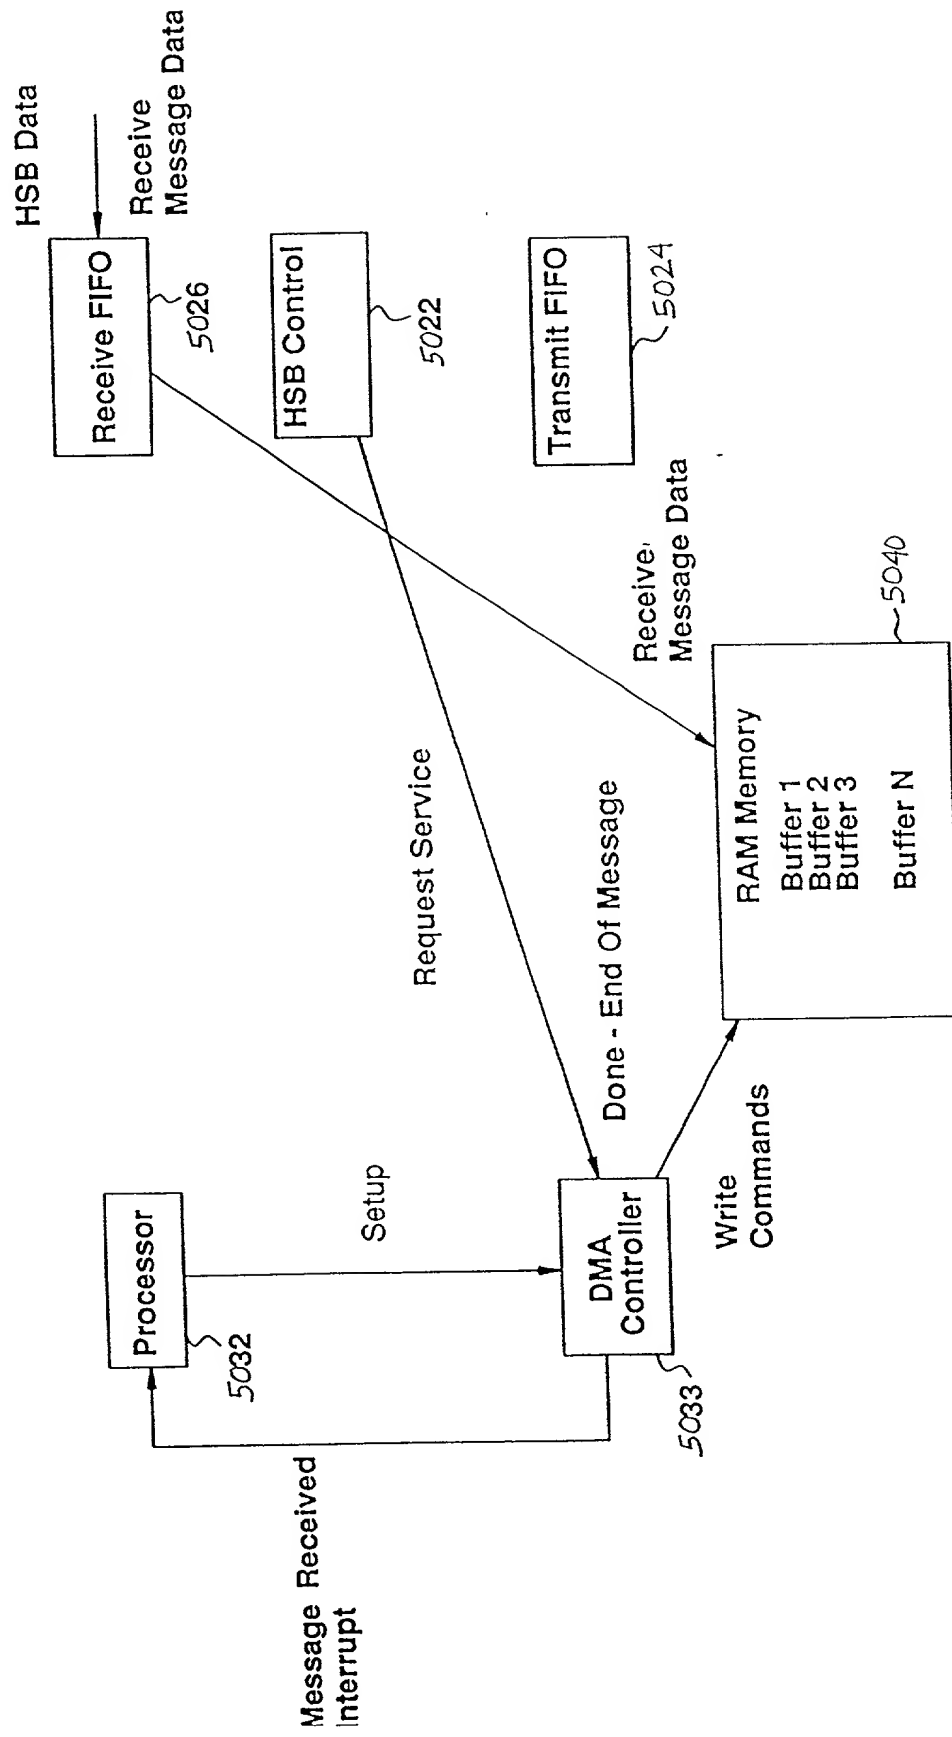 HSB Data
Receive FIFO
Receive
Message Data
5026
HSB Control
5022
Transmit FIFO
5024
Processor
5032
Setup
Request Service
Message Received
Interrupt
DMA
Controller
5033
Done - End Of Message
Write
Commands
Receive
Message Data
RAM Memory
Buffer 1
Buffer 2
Buffer 3
Buffer N
5040